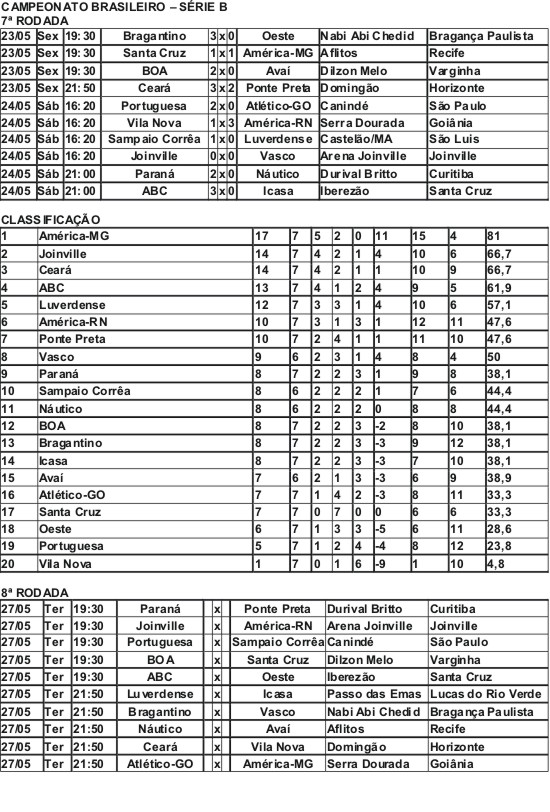 CAMPEONATO BRASILEIRO – SÉRIE B
7ª RODADA
23/05 Sex 19:30 Bragantino 3 x 0 Oeste Nabi Abi Chedid Bragança Paulista
23/05 Sex 19:30 Santa Cruz 1 x 1 América-MG Aflitos Recife
23/05 Sex 19:30 BOA 2 x 0 Avaí Dilzon Melo Varginha
23/05 Sex 21:50 Ceará 3 x 2 Ponte Preta Domingão Horizonte
24/05 Sáb 16:20 Portuguesa 2 x 0 Atlético-GO Canindé São Paulo
24/05 Sáb 16:20 Vila Nova 1 x 3 América-RN Serra Dourada Goiânia
24/05 Sáb 16:20 Sampaio Corrêa 1 x 0 Luverdense Castelão/MA São Luis
24/05 Sáb 16:20 Joinville 0 x 0 Vasco Arena Joinville Joinville
24/05 Sáb 21:00 Paraná 2 x 0 Náutico Durival Britto Curitiba
24/05 Sáb 21:00 ABC 3 x 0 Icasa Iberezão Santa Cruz
CLASSIFICAÇÃO
1 América-MG 17 7 5 2 0 11 15 4 81
2 Joinville 14 7 4 2 1 4 10 6 66,7
3 Ceará 14 7 4 2 1 1 10 9 66,7
4 ABC 13 7 4 1 2 4 9 5 61,9
5 Luverdense 12 7 3 3 1 4 10 6 57,1
6 América-RN 10 7 3 1 3 1 12 11 47,6
7 Ponte Preta 10 7 2 4 1 1 11 10 47,6
8 Vasco 9 6 2 3 1 4 8 4 50
9 Paraná 8 7 2 2 3 1 9 8 38,1
10 Sampaio Corrêa 8 6 2 2 2 1 7 6 44,4
11 Náutico 8 6 2 2 2 0 8 8 44,4
12 BOA 8 7 2 2 3 -2 8 10 38,1
13 Bragantino 8 7 2 2 3 -3 9 12 38,1
14 Icasa 8 7 2 2 3 -3 7 10 38,1
15 Avaí 7 6 2 1 3 -3 6 9 38,9
16 Atlético-GO 7 7 1 4 2 -3 8 11 33,3
17 Santa Cruz 7 7 0 7 0 0 6 6 33,3
18 Oeste 6 7 1 3 3 -5 6 11 28,6
19 Portuguesa 5 7 1 2 4 -4 8 12 23,8
20 Vila Nova 1 7 0 1 6 -9 1 10 4,8
8ª RODADA
27/05 Ter 19:30 Paraná x Ponte Preta Durival Britto Curitiba
27/05 Ter 19:30 Joinville x América-RN Arena Joinville Joinville
27/05 Ter 19:30 Portuguesa x Sampaio Corrêa Canindé São Paulo
27/05 Ter 19:30 BOA x Santa Cruz Dilzon Melo Varginha
27/05 Ter 19:30 ABC x Oeste Iberezão Santa Cruz
27/05 Ter 21:50 Luverdense x Icasa Passo das Emas Lucas do Rio Verde
27/05 Ter 21:50 Bragantino x Vasco Nabi Abi Chedid Bragança Paulista
27/05 Ter 21:50 Náutico x Avaí Aflitos Recife
27/05 Ter 21:50 Ceará x Vila Nova Domingão Horizonte
27/05 Ter 21:50 Atlético-GO x América-MG Serra Dourada Goiânia